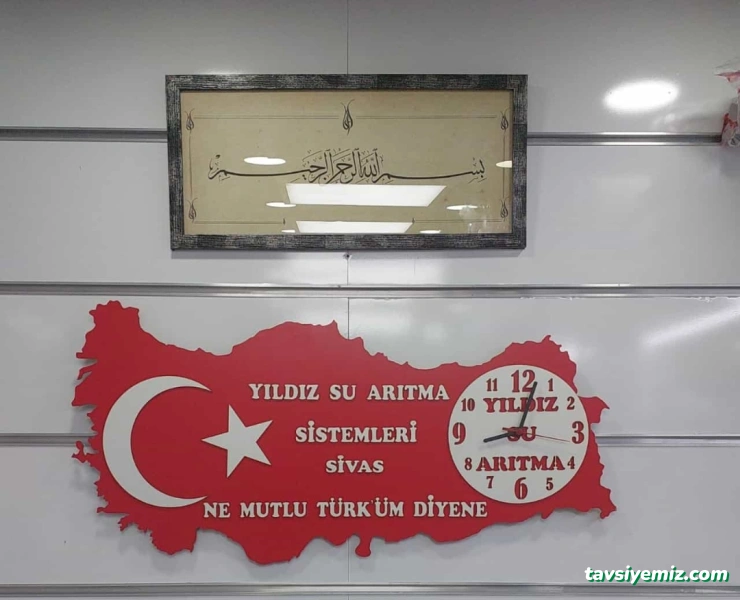 بسم الله الرحمن الرحيم
YILDIZ SU ARITMA
SİSTEMLERİ
SİVAS
NE MUTLU TÜRK'ÜM DİYENE
12
11 1
10 YILDIZ 2
9 SU 3
8 ARITMA 4
7 5
6
tavsiyemiz.com